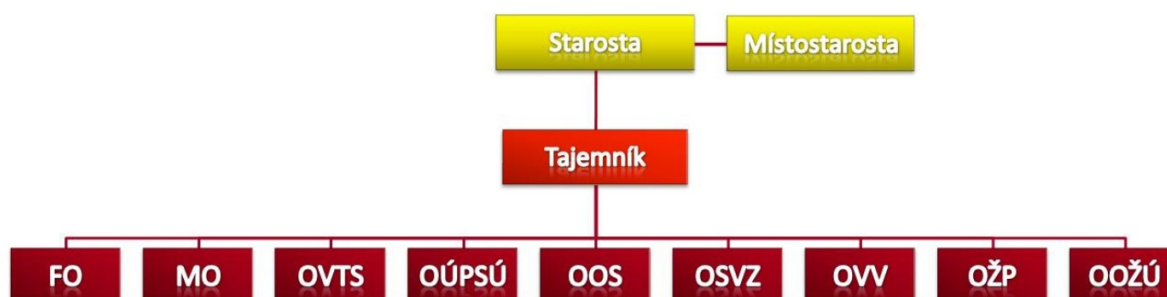 Starosta
Místostarosta
Tajemník
FO
MO
OVTS
OÚPSÚ
OOS
OSVZ
OVV
OŽP
OOŽÚ